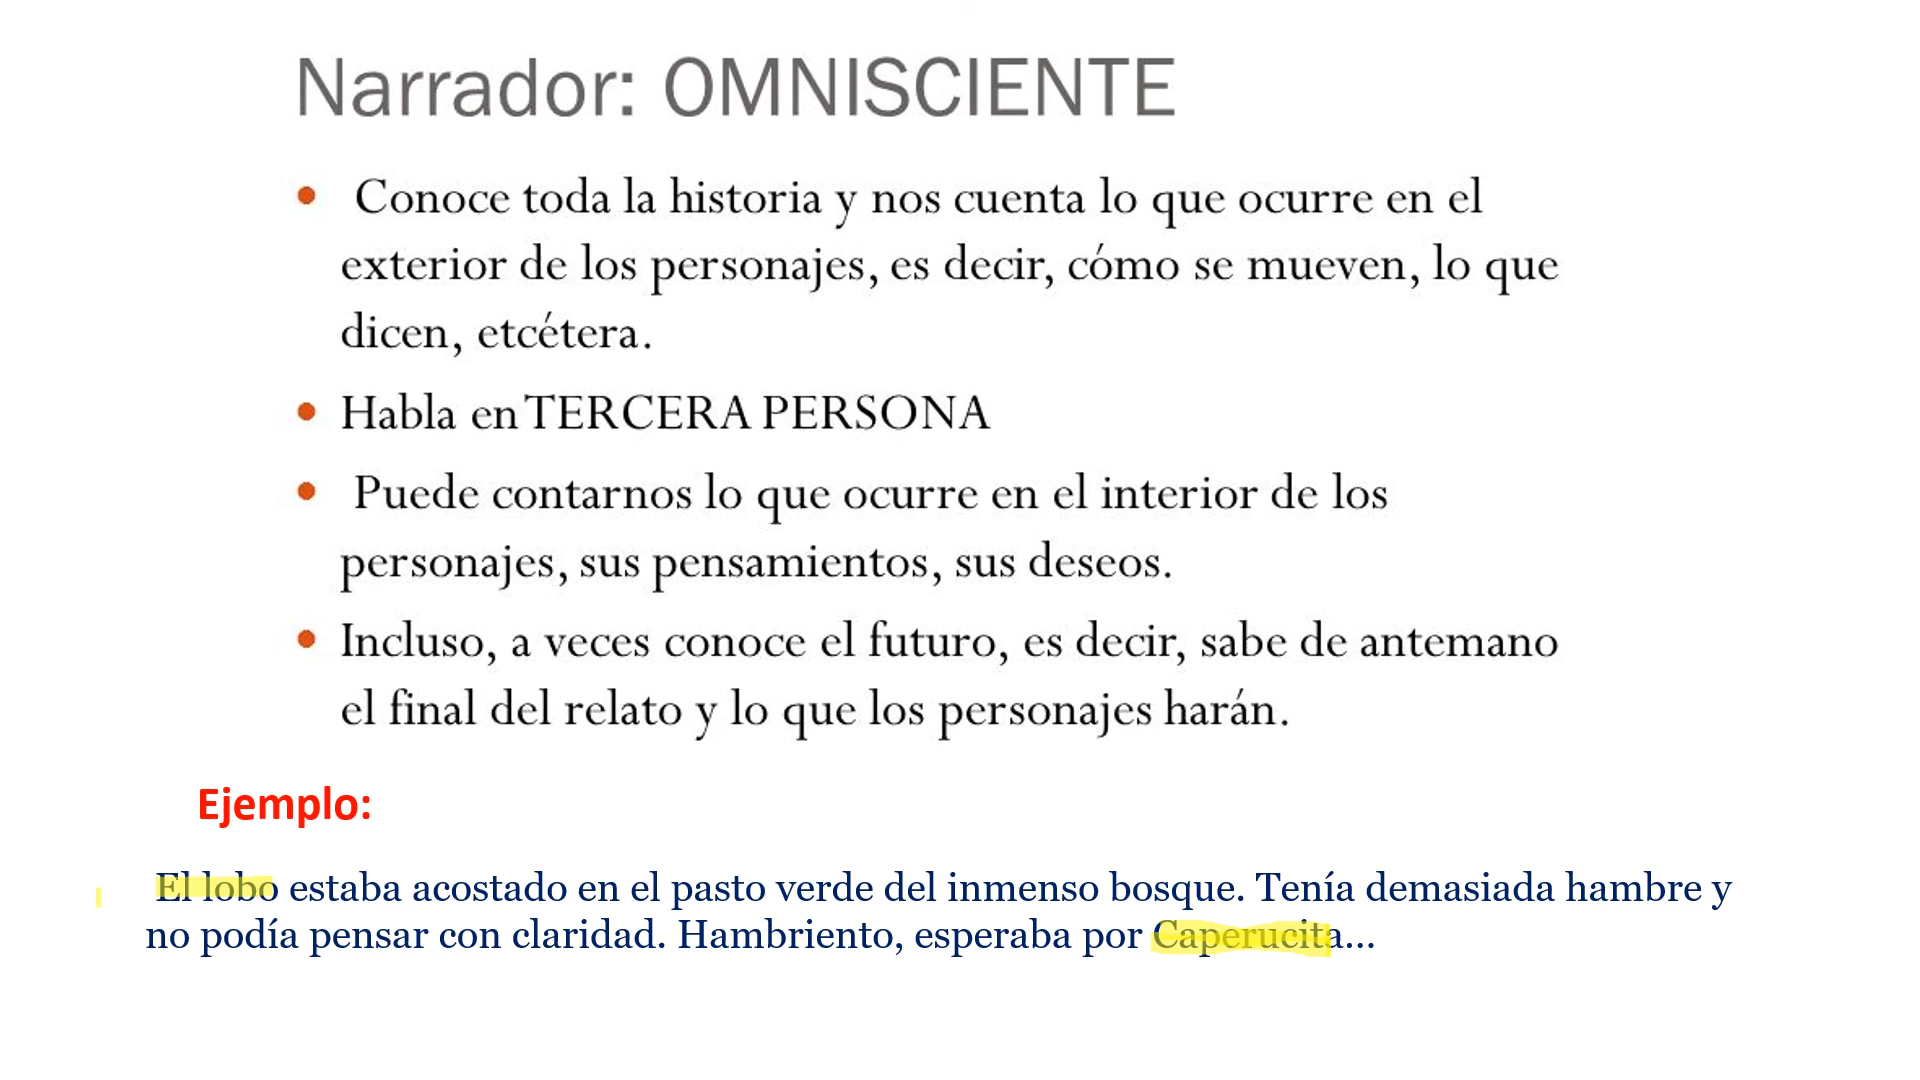 Narrador: OMNISCIENTE
• Conoce toda la historia y nos cuenta lo que ocurre en el
exterior de los personajes, es decir, cómo se mueven, lo que
dicen, etcétera.
• Habla en TERCERA PERSONA
• Puede contarnos lo que ocurre en el interior de los
personajes, sus pensamientos, sus deseos.
• Incluso, a veces conoce el futuro, es decir, sabe de antemano
el final del relato y lo que los personajes harán.
Ejemplo:
El lobo estaba acostado en el pasto verde del inmenso bosque. Tenía demasiada hambre y
no podía pensar con claridad. Hambriento, esperaba por Caperucita...